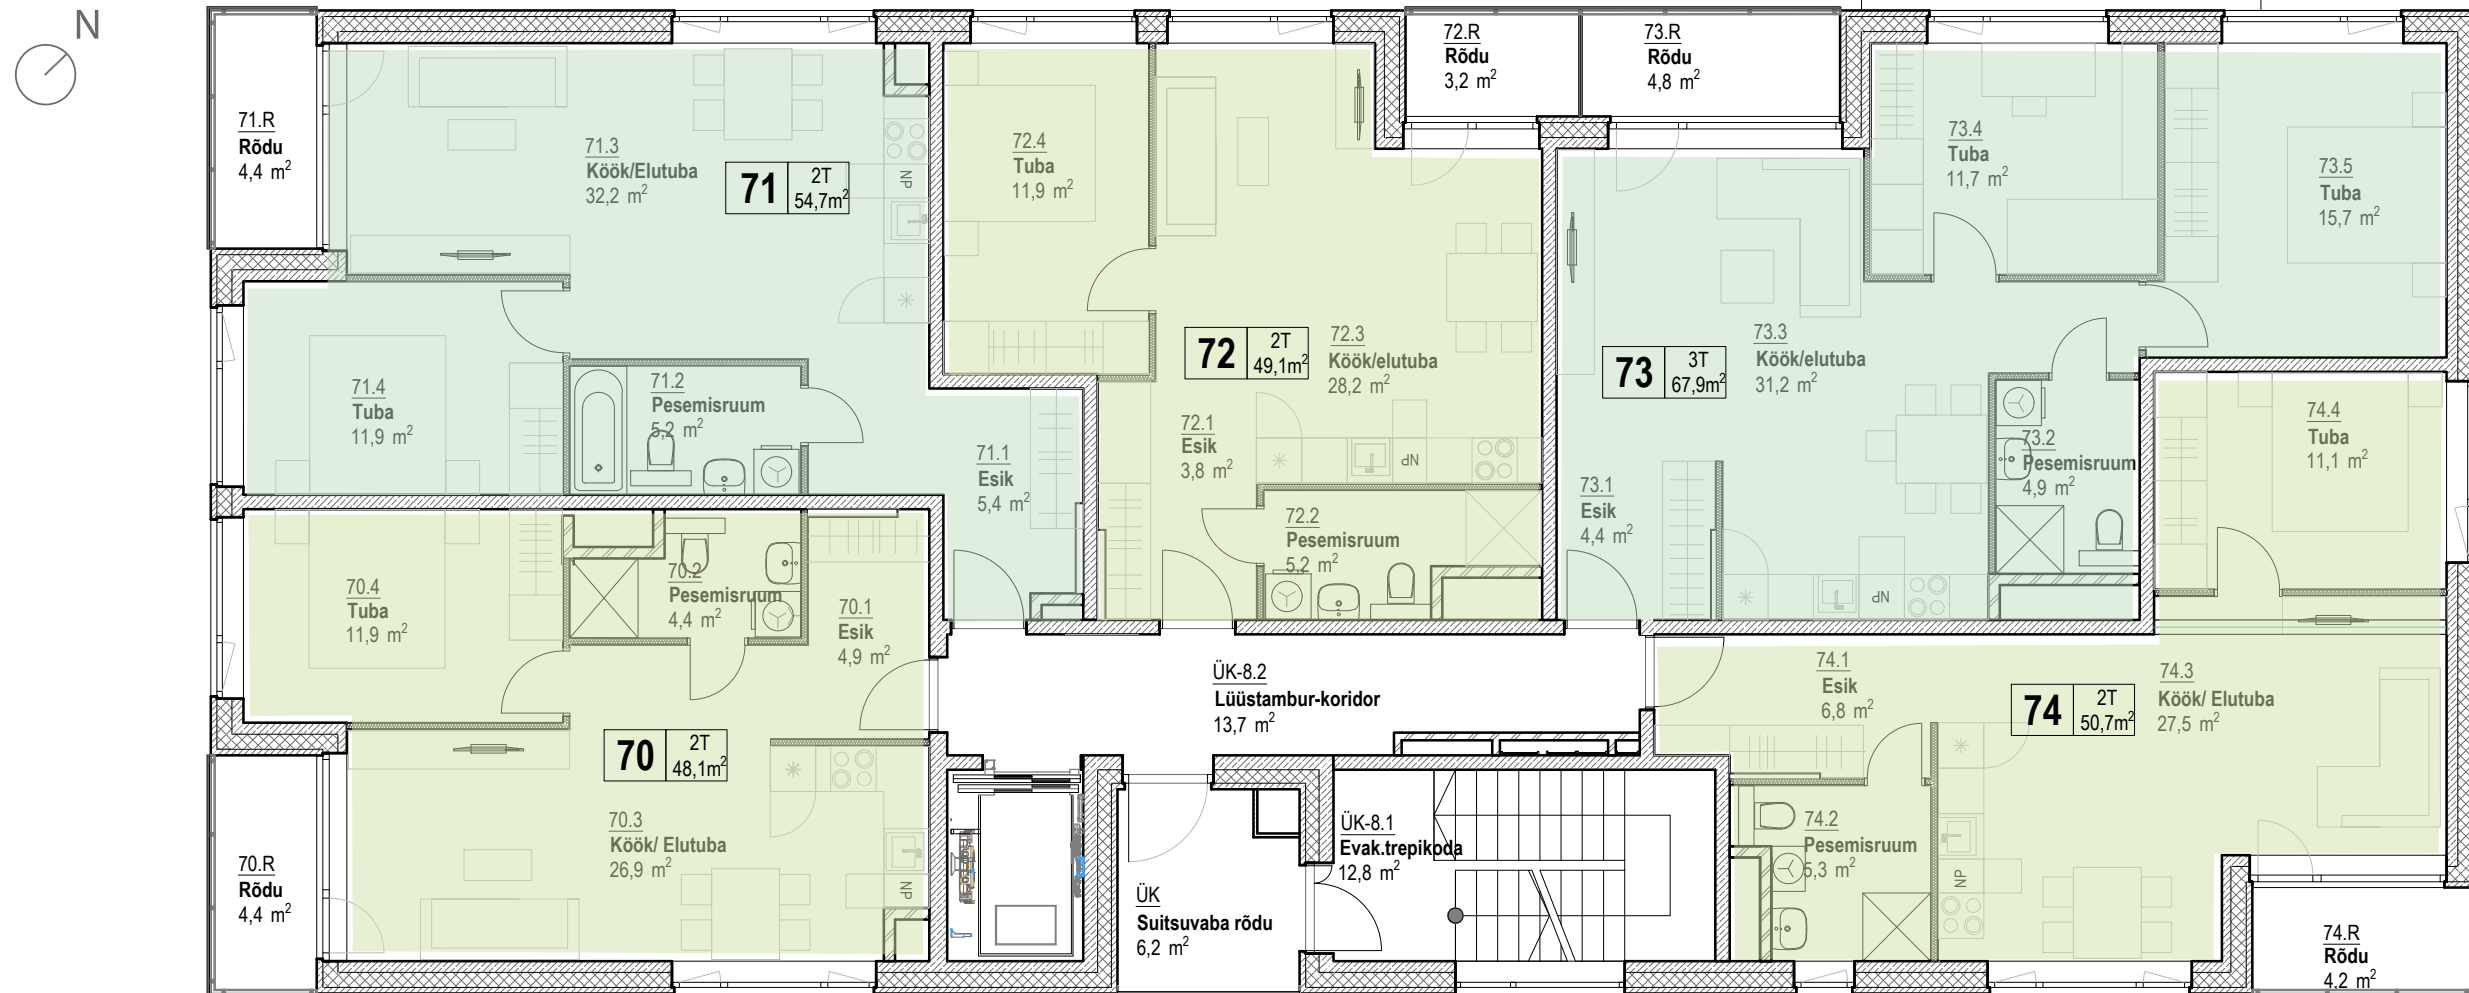 N
71.R
Rõdu
4,4 m²
71.3
Köök/Elutuba
32,2 m²
71
2T
54,7m²
NP
71.4
Tuba
11,9 m²
71.2
Pesemisruum
5,2 m²
71.1
Esik
5,4 m²
72.4
Tuba
11,9 m²
72
2T
49,1m²
72.3
Köök/elutuba
28,2 m²
72.1
Esik
3,8 m²
NP
72.2
Pesemisruum
5,2 m²
72.R
Rõdu
3,2 m²
73.R
Rõdu
4,8 m²
73.4
Tuba
11,7 m²
73.5
Tuba
15,7 m²
73
3T
67,9m²
73.3
Köök/elutuba
31,2 m²
73.2
Pesemisruum
4,9 m²
73.1
Esik
4,4 m²
NP
74.4
Tuba
11,1 m²
70.4
Tuba
11,9 m²
70.2
Pesemisruum
4,4 m²
70.1
Esik
4,9 m²
70
2T
48,1m²
70.3
Köök/ Elutuba
26,9 m²
NP
70.R
Rõdu
4,4 m²
ÜK-8.2
Lüüstambur-koridor
13,7 m²
ÜK
Suitsuvaba rõdu
6,2 m²
ÜK-8.1
Evak.trepikoda
12,8 m²
74.1
Esik
6,8 m²
74
2T
50,7m²
74.3
Köök/ Elutuba
27,5 m²
74.2
Pesemisruum
5,3 m²
NP
74.R
Rõdu
4,2 m²